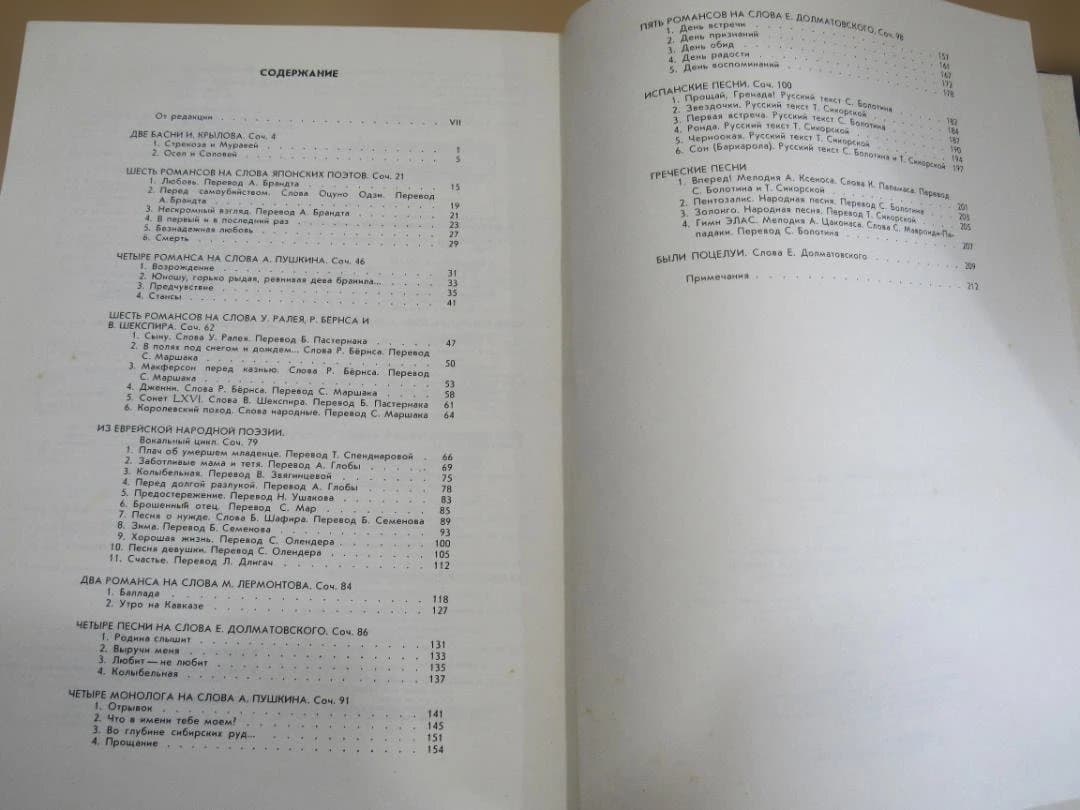 СОДЕРЖАНИЕ
От редакции . . . VII
ДВЕ БАСНИ И. КРЫЛОВА. Соч. 4
1. Стрекоза и Муравей . . . 1
2. Осел и Соловей . . . 5
ШЕСТЬ РОМАНСОВ НА СЛОВА ЯПОНСКИХ ПОЭТОВ. Соч. 21
1. Любовь. Перевод А. Брандта . . . 15
2. Перед самоубийством. Слова Оцуно Одзи. Перевод
А. Брандта . . . 19
3. Нескромный взгляд. Перевод А. Брандта . . . 21
4. В первый и в последний раз . . . 23
5. Безнадежная любовь . . . 27
6. Смерть . . . 29
ЧЕТЫРЕ РОМАНСА НА СЛОВА А. ПУШКИНА. Соч. 46
1. Возрождение . . . 31
2. Юношу, горько рыдая, ревнивая дева бранила... . . . 33
3. Предчувствие . . . 35
4. Стансы . . . 41
ШЕСТЬ РОМАНСОВ НА СЛОВА У. РАЛЕЯ, Р. БЁРНСА И
В. ШЕКСПИРА. Соч. 62
1. Сыну. Слова У. Ралея. Перевод Б. Пастернака . . . 47
2. В полях под снегом и дождем... Слова Р. Бёрнса. Перевод
С. Маршака . . . 50
3. Макферсон перед казнью. Слова Р. Бёрнса. Перевод
С. Маршака . . . 53
4. Дженни. Слова Р. Бёрнса. Перевод С. Маршака . . . 58
5. Сонет LXVI. Слова В. Шекспира. Перевод Б. Пастернака 61
6. Королевский поход. Слова народные. Перевод С. Маршака 64
ИЗ ЕВРЕЙСКОЙ НАРОДНОЙ ПОЭЗИИ.
Вокальный цикл. Соч. 79
1. Плач об умершем младенце. Перевод Т. Спендиаровой . 66
2. Заботливые мама и тетя. Перевод А. Глобы . . . 69
3. Колыбельная. Перевод В. Звягинцевой . . . 75
4. Перед долгой разлукой. Перевод А. Глобы . . . 78
5. Предостережение. Перевод Н. Ушакова . . . 83
6. Брошенный отец. Перевод С. Мар . . . 85
7. Песня о нужде. Слова Б. Шафира. Перевод Б. Семенова 89
8. Зима. Перевод Б. Семенова . . . 93
9. Хорошая жизнь. Перевод С. Олендера . . . 100
10. Песня девушки. Перевод С. Олендера . . . 105
11. Счастье. Перевод Л. Длигач . . . 112
ДВА РОМАНСА НА СЛОВА М. ЛЕРМОНТОВА. Соч. 84
1. Баллада . . . 118
2. Утро на Кавказе . . . 127
ЧЕТЫРЕ ПЕСНИ НА СЛОВА Е. ДОЛМАТОВСКОГО. Соч. 86
1. Родина слышит . . . 131
2. Выручи меня . . . 133
3. Любит — не любит . . . 135
4. Колыбельная . . . 137
ЧЕТЫРЕ МОНОЛОГА НА СЛОВА А. ПУШКИНА. Соч. 91
1. Отрывок . . . 141
2. Что в имени тебе моем? . . . 145
3. Во глубине сибирских руд... . . . 151
4. Прощание . . . 154
ПЯТЬ РОМАНСОВ НА СЛОВА Е. ДОЛМАТОВСКОГО. Соч. 98
1. День встречи . . . 157
2. День признаний . . . 161
3. День обид . . . 167
4. День радости . . . 172
5. День воспоминаний . . . 178
ИСПАНСКИЕ ПЕСНИ. Соч. 100
1. Прощай, Гренада! Русский текст С. Болотина . . . 182
2. Звездочки. Русский текст Т. Сикорской . . . 184
3. Первая встреча. Русский текст С. Болотина . . . 187
4. Ронда. Русский текст Т. Сикорской . . . 190
5. Черноокая. Русский текст Т. Сикорской . . . 194
6. Сон (Баркарола). Русский текст С. Болотина и Т. Сикорской 197
ГРЕЧЕСКИЕ ПЕСНИ
1. Вперед! Мелодия А. Ксеноса. Слова К. Паламаса. Перевод
С. Болотина и Т. Сикорской . . . 201
2. Пентозалис. Народная песня. Перевод С. Болотина . 203
3. Золонго. Народная песня. Перевод Т. Сикорской . . . 205
4. Гимн ЭЛАС. Мелодия А. Цаконаса. Слова С. Мавроиди-Па-
падаки. Перевод С. Болотина . . . 207
БЫЛИ ПОЦЕЛУИ. Слова Е. Долматовского . . . 209
Примечания . . . 212